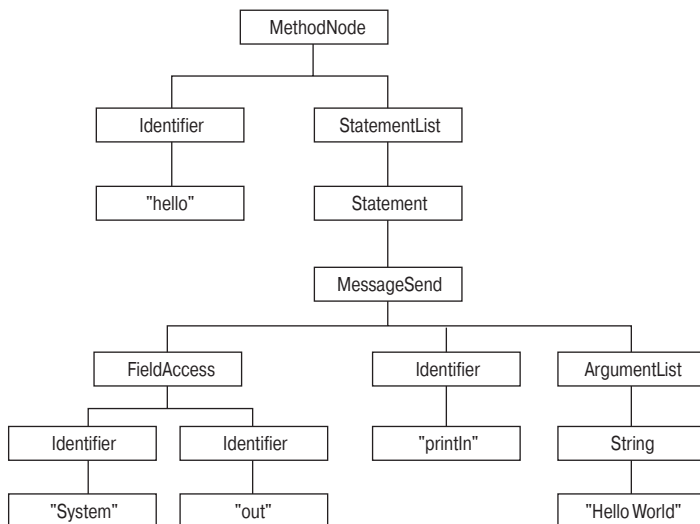 MethodNode
Identifier StatementList
"hello" Statement
MessageSend
FieldAccess Identifier ArgumentList
Identifier Identifier "println" String
"System" "out" "Hello World"